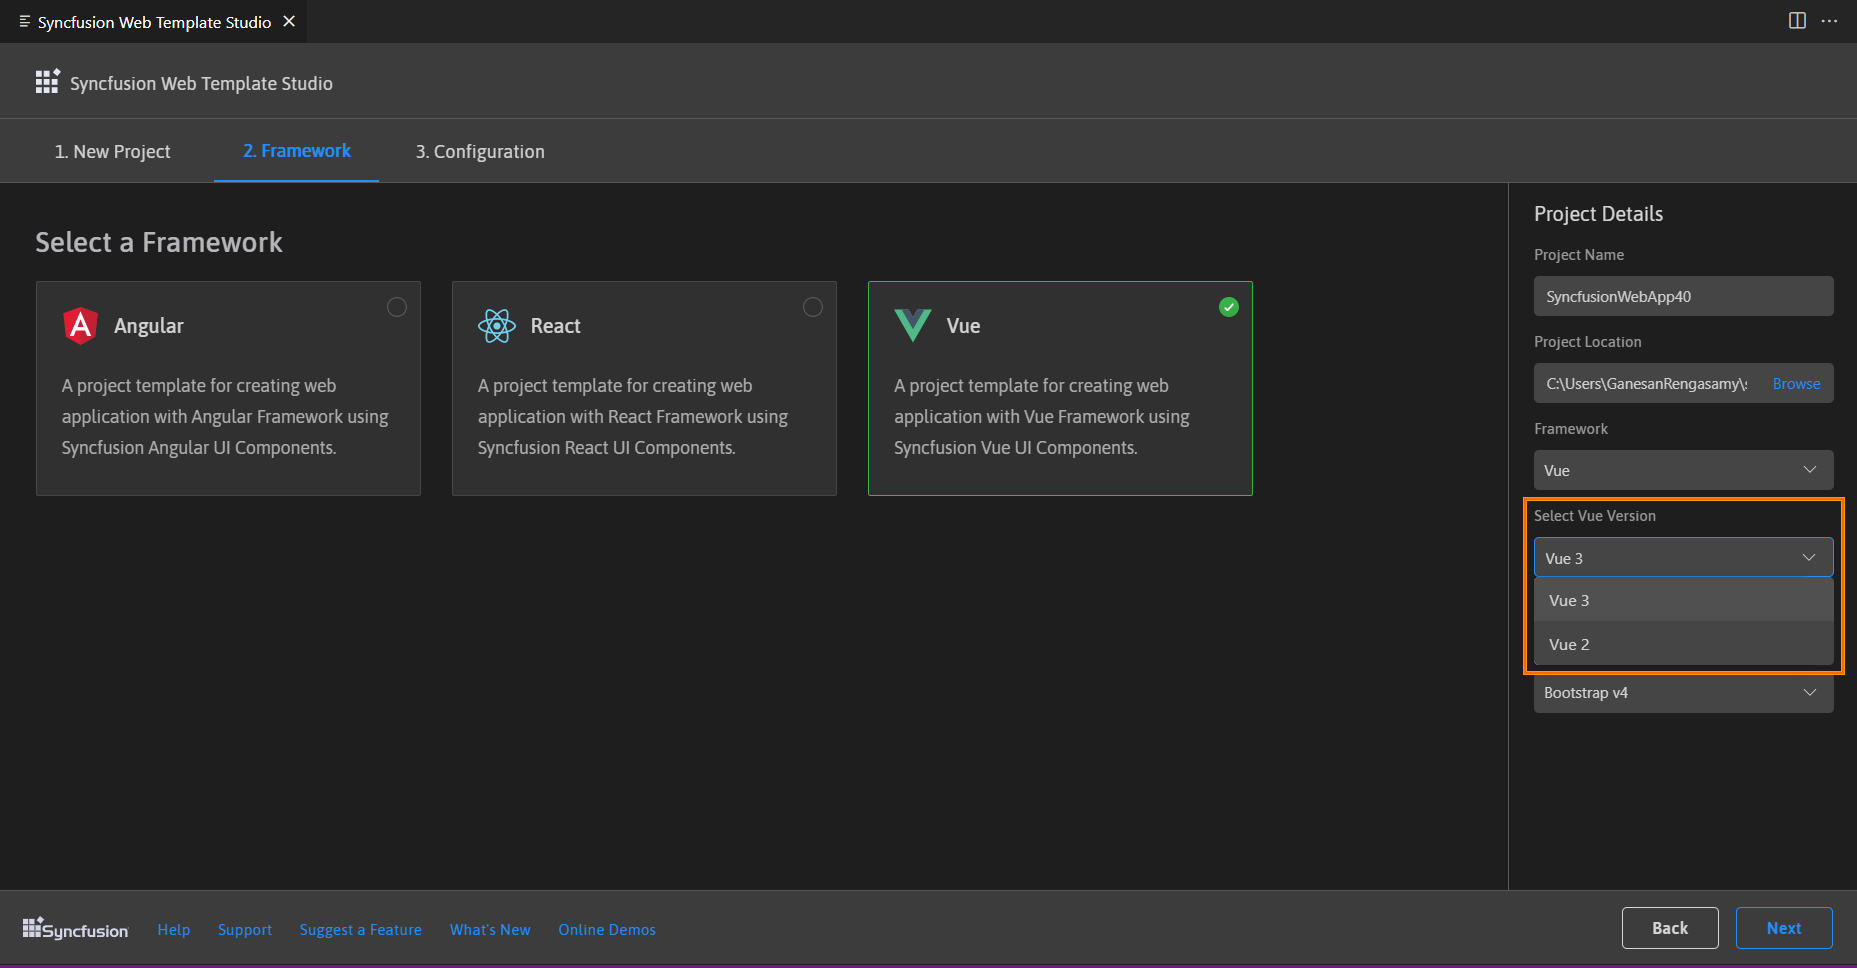 Syncfusion Web Template Studio
Syncfusion Web Template Studio
1. New Project
2. Framework
3. Configuration
Select a Framework
Angular
A project template for creating web
application with Angular Framework using
Syncfusion Angular UI Components.
React
A project template for creating web
application with React Framework using
Syncfusion React UI Components.
Vue
A project template for creating web
application with Vue Framework using
Syncfusion Vue UI Components.
Project Details
Project Name
SyncfusionWebApp40
Project Location
C:\Users\GanesanRengasamy\
Browse
Framework
Vue
Select Vue Version
Vue 3
Vue 3
Vue 2
Bootstrap v4
Syncfusion
Help
Support
Suggest a Feature
What's New
Online Demos
Back
Next